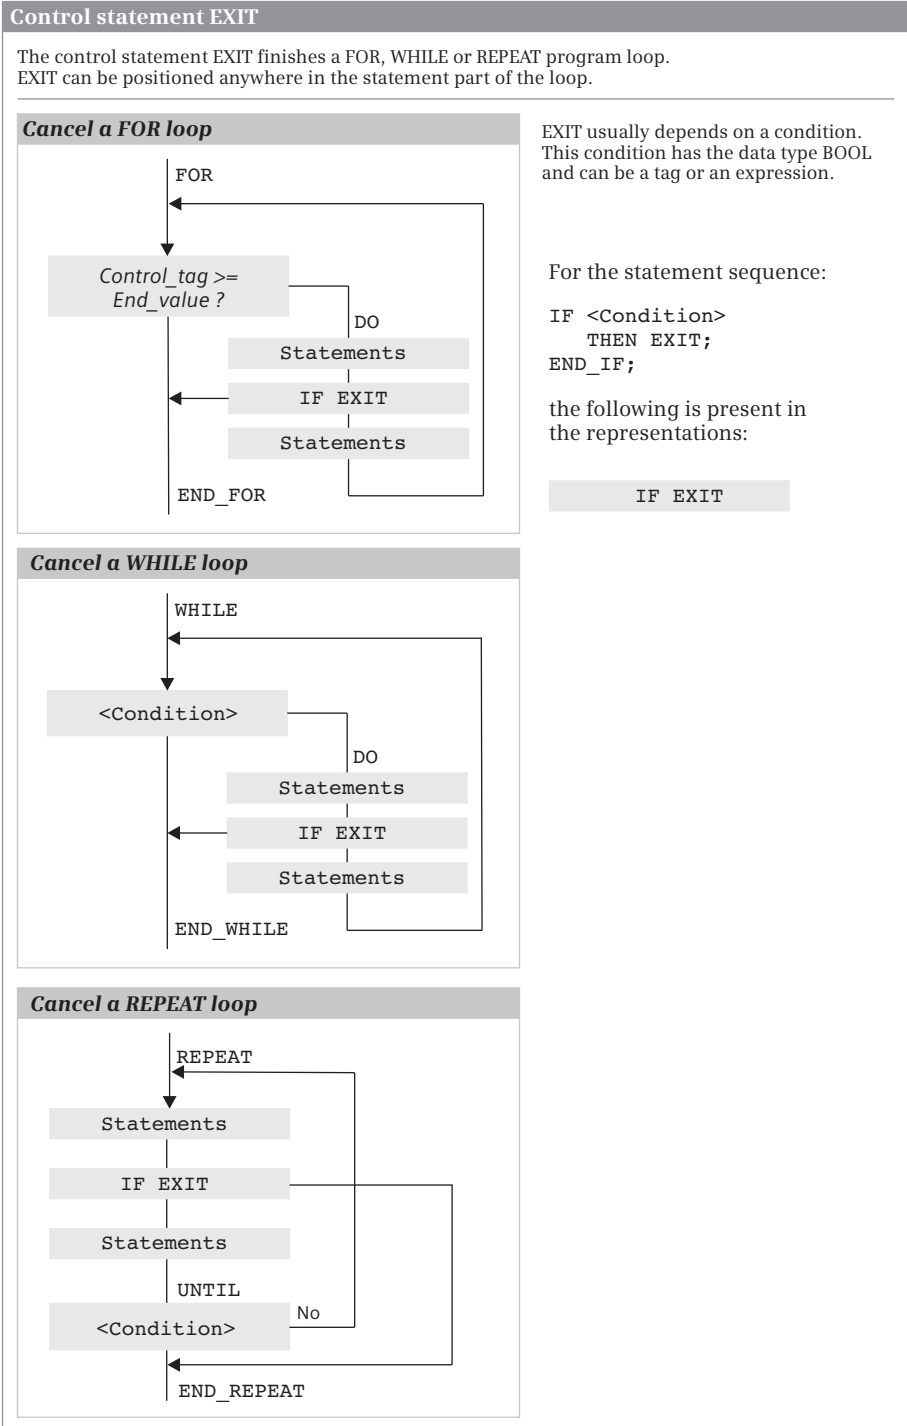 Control statement EXIT
The control statement EXIT finishes a FOR, WHILE or REPEAT program loop.
EXIT can be positioned anywhere in the statement part of the loop.
Cancel a FOR loop
FOR
Control_tag >=
End_value ?
DO
Statements
IF EXIT
Statements
END_FOR
EXIT usually depends on a condition.
This condition has the data type BOOL
and can be a tag or an expression.
For the statement sequence:
IF <Condition>
THEN EXIT;
END_IF;
the following is present in
the representations:
IF EXIT
Cancel a WHILE loop
WHILE
<Condition>
DO
Statements
IF EXIT
Statements
END_WHILE
Cancel a REPEAT loop
REPEAT
Statements
IF EXIT
Statements
UNTIL
<Condition>
No
END_REPEAT